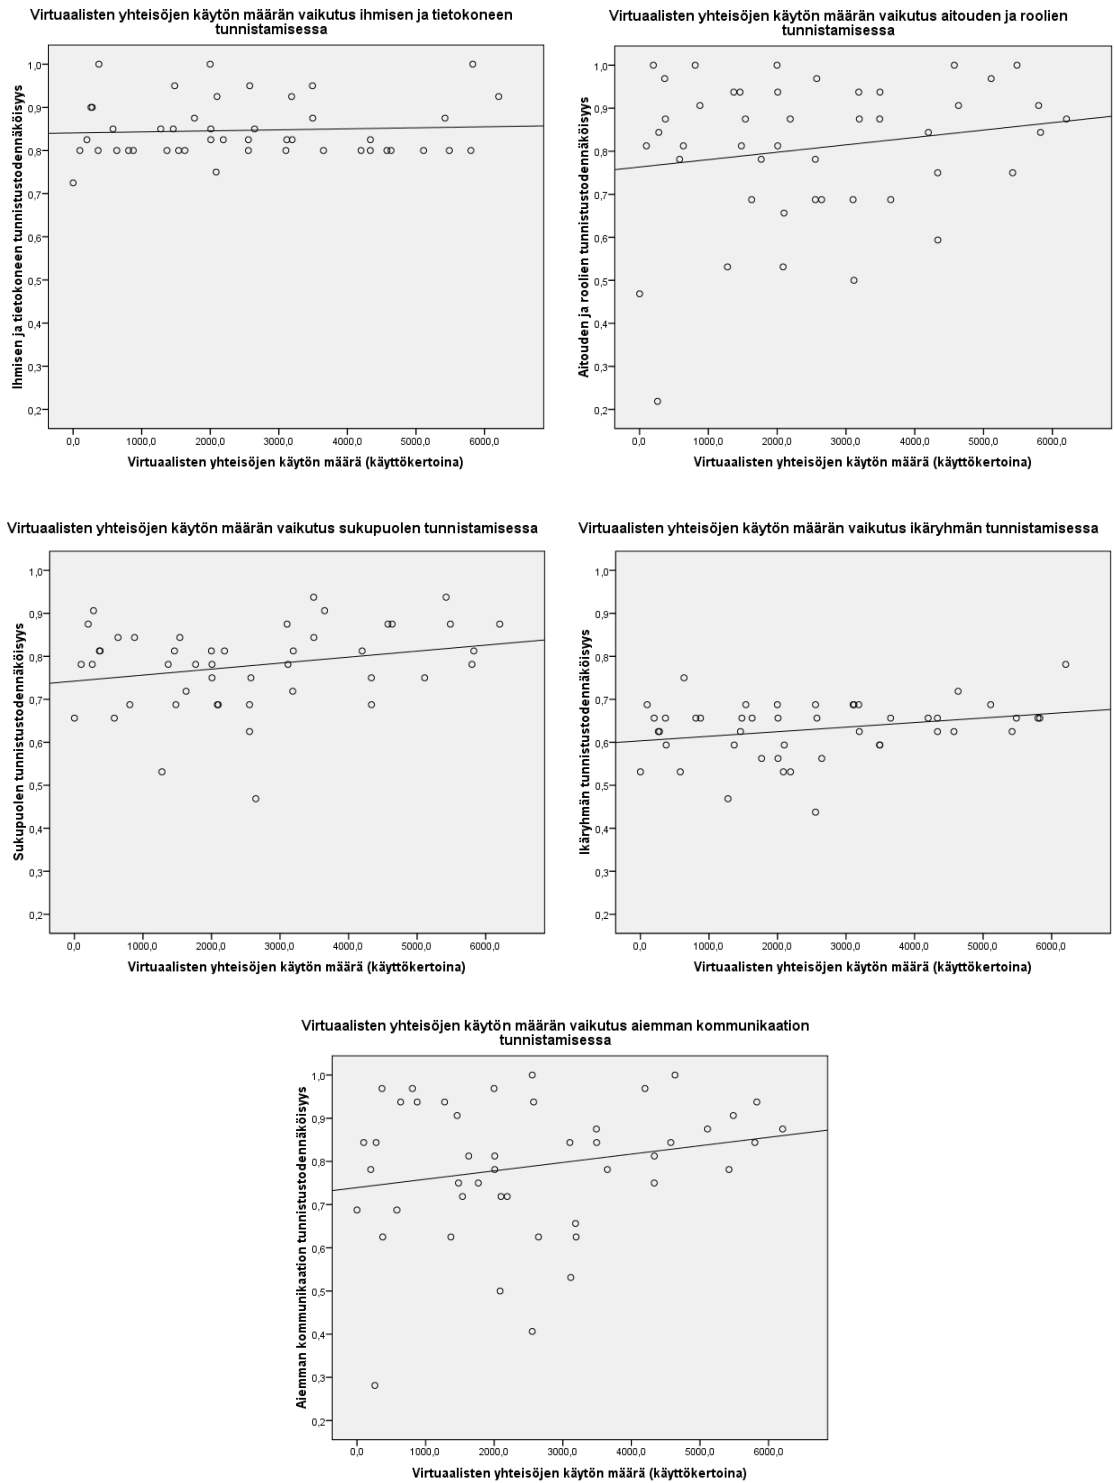 Virtuaalisten yhteisöjen käytön määrän vaikutus ihmisen ja tietokoneen
tunnistamisessa
Ihmisen ja tietokoneen tunnistustodennäköisyys
1,0
0,9
0,8
0,7
0,6
0,5
0,4
0,3
0,2
0,0 1000,0 2000,0 3000,0 4000,0 5000,0 6000,0
Virtuaalisten yhteisöjen käytön määrä (käyttökertoina)
Virtuaalisten yhteisöjen käytön määrän vaikutus aitouden ja roolien
tunnistamisessa
Aitouden ja roolien tunnistustodennäköisyys
1,0
0,9
0,8
0,7
0,6
0,5
0,4
0,3
0,2
0,0 1000,0 2000,0 3000,0 4000,0 5000,0 6000,0
Virtuaalisten yhteisöjen käytön määrä (käyttökertoina)
Virtuaalisten yhteisöjen käytön määrän vaikutus sukupuolen tunnistamisessa
Sukupuolen tunnistustodennäköisyys
1,0
0,9
0,8
0,7
0,6
0,5
0,4
0,3
0,2
0,0 1000,0 2000,0 3000,0 4000,0 5000,0 6000,0
Virtuaalisten yhteisöjen käytön määrä (käyttökertoina)
Virtuaalisten yhteisöjen käytön määrän vaikutus ikäryhmän tunnistamisessa
Ikäryhmän tunnistustodennäköisyys
1,0
0,9
0,8
0,7
0,6
0,5
0,4
0,3
0,2
0,0 1000,0 2000,0 3000,0 4000,0 5000,0 6000,0
Virtuaalisten yhteisöjen käytön määrä (käyttökertoina)
Virtuaalisten yhteisöjen käytön määrän vaikutus aiemman kommunikaation
tunnistamisessa
Aiemman kommunikaation tunnistustodennäköisyys
1,0
0,9
0,8
0,7
0,6
0,5
0,4
0,3
0,2
0,0 1000,0 2000,0 3000,0 4000,0 5000,0 6000,0
Virtuaalisten yhteisöjen käytön määrä (käyttökertoina)